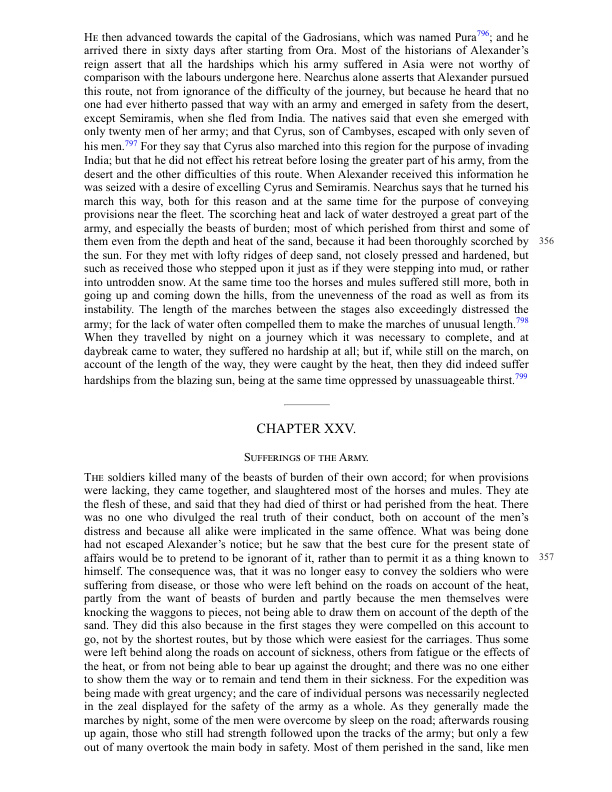 HE then advanced towards the capital of the Gadrosians, which was named Pura796; and he
arrived there in sixty days after starting from Ora. Most of the historians of Alexander’s
reign assert that all the hardships which his army suffered in Asia were not worthy of
comparison with the labours undergone here. Nearchus alone asserts that Alexander pursued
this route, not from ignorance of the difficulty of the journey, but because he heard that no
one had ever hitherto passed that way with an army and emerged in safety from the desert,
except Semiramis, when she fled from India. The natives said that even she emerged with
only twenty men of her army; and that Cyrus, son of Cambyses, escaped with only seven of
his men.797 For they say that Cyrus also marched into this region for the purpose of invading
India; but that he did not effect his retreat before losing the greater part of his army, from the
desert and the other difficulties of this route. When Alexander received this information he
was seized with a desire of excelling Cyrus and Semiramis. Nearchus says that he turned his
march this way, both for this reason and at the same time for the purpose of conveying
provisions near the fleet. The scorching heat and lack of water destroyed a great part of the
army, and especially the beasts of burden; most of which perished from thirst and some of
them even from the depth and heat of the sand, because it had been thoroughly scorched by 356
the sun. For they met with lofty ridges of deep sand, not closely pressed and hardened, but
such as received those who stepped upon it just as if they were stepping into mud, or rather
into untrodden snow. At the same time too the horses and mules suffered still more, both in
going up and coming down the hills, from the unevenness of the road as well as from its
instability. The length of the marches between the stages also exceedingly distressed the
army; for the lack of water often compelled them to make the marches of unusual length.798
When they travelled by night on a journey which it was necessary to complete, and at
daybreak came to water, they suffered no hardship at all; but if, while still on the march, on
account of the length of the way, they were caught by the heat, then they did indeed suffer
hardships from the blazing sun, being at the same time oppressed by unassuageable thirst.799
CHAPTER XXV.
SUFFERINGS OF THE ARMY.
THE soldiers killed many of the beasts of burden of their own accord; for when provisions
were lacking, they came together, and slaughtered most of the horses and mules. They ate
the flesh of these, and said that they had died of thirst or had perished from the heat. There
was no one who divulged the real truth of their conduct, both on account of the men’s
distress and because all alike were implicated in the same offence. What was being done
had not escaped Alexander’s notice; but he saw that the best cure for the present state of
affairs would be to pretend to be ignorant of it, rather than to permit it as a thing known to 357
himself. The consequence was, that it was no longer easy to convey the soldiers who were
suffering from disease, or those who were left behind on the roads on account of the heat,
partly from the want of beasts of burden and partly because the men themselves were
knocking the waggons to pieces, not being able to draw them on account of the depth of the
sand. They did this also because in the first stages they were compelled on this account to
go, not by the shortest routes, but by those which were easiest for the carriages. Thus some
were left behind along the roads on account of sickness, others from fatigue or the effects of
the heat, or from not being able to bear up against the drought; and there was no one either
to show them the way or to remain and tend them in their sickness. For the expedition was
being made with great urgency; and the care of individual persons was necessarily neglected
in the zeal displayed for the safety of the army as a whole. As they generally made the
marches by night, some of the men were overcome by sleep on the road; afterwards rousing
up again, those who still had strength followed upon the tracks of the army; but only a few
out of many overtook the main body in safety. Most of them perished in the sand, like men